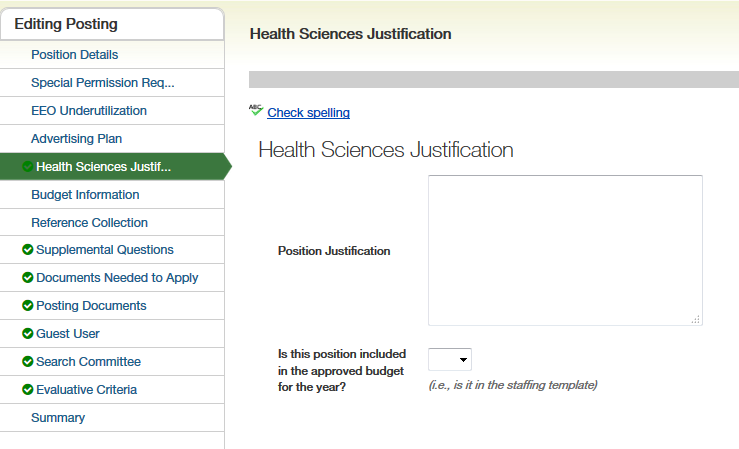 Editing Posting
Position Details
Special Permission Req...
EEO Underutilization
Advertising Plan
Health Sciences Justif...
Budget Information
Reference Collection
Supplemental Questions
Documents Needed to Apply
Posting Documents
Guest User
Search Committee
Evaluative Criteria
Summary
Health Sciences Justification
ABC
Check spelling
Health Sciences Justification
Position Justification
Is this position included
in the approved budget
for the year?
(i.e., is it in the staffing template)